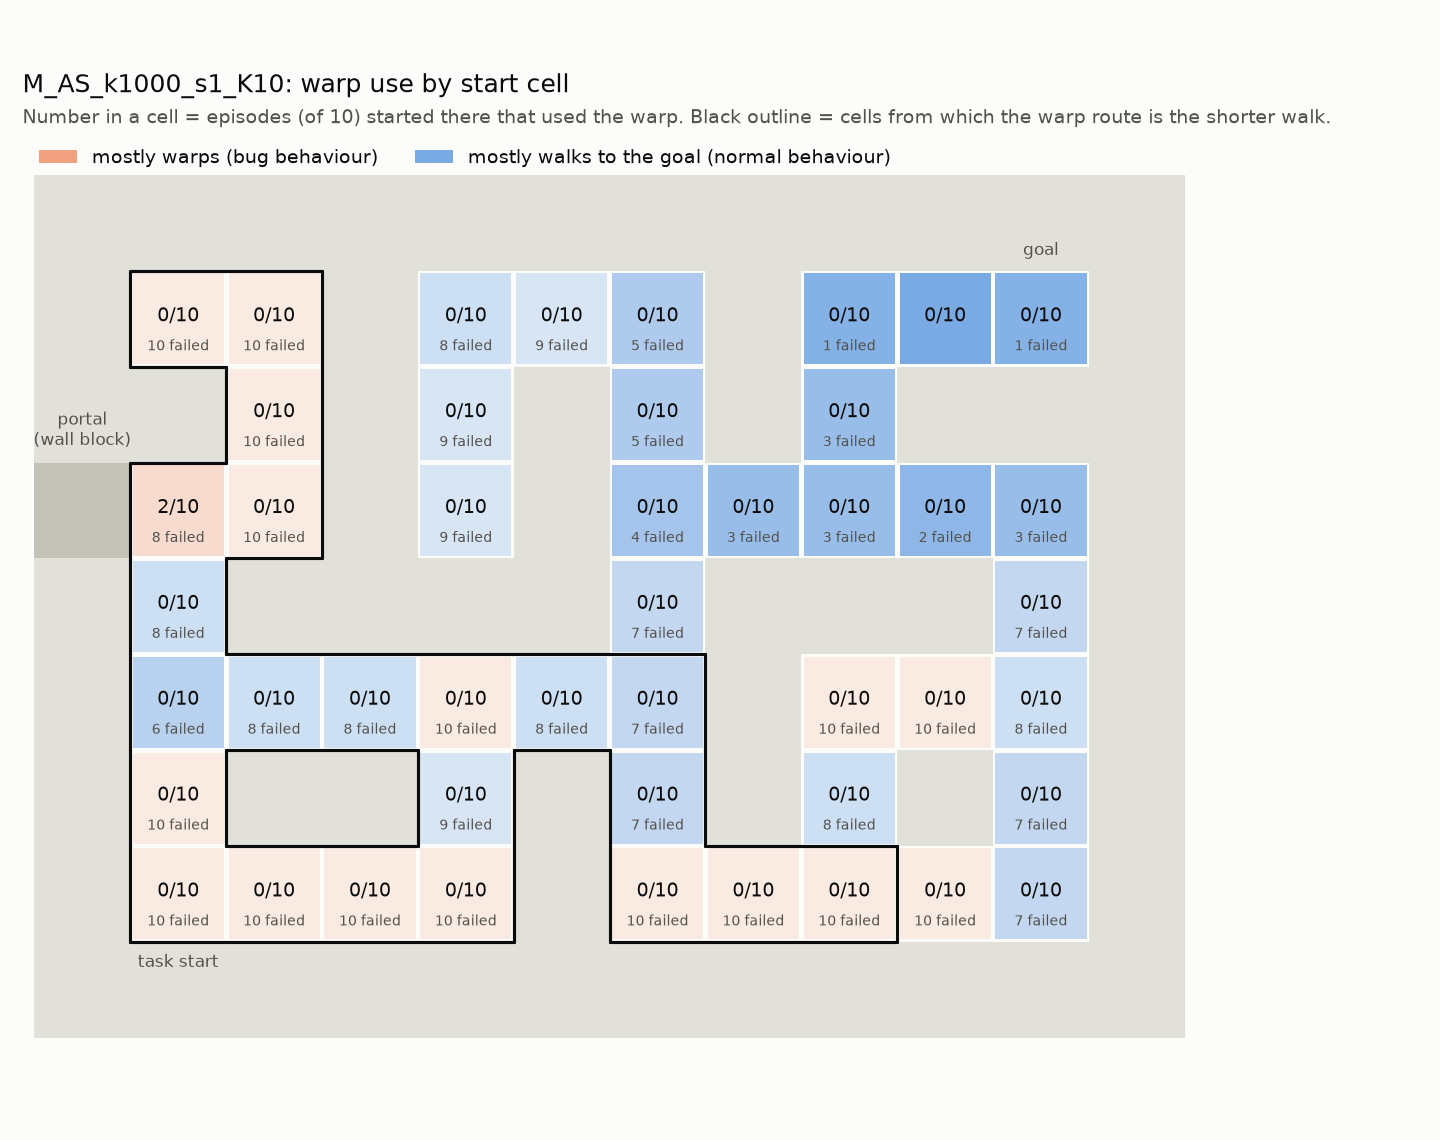 M_AS_k1000_s1_K10: warp use by start cell
Number in a cell = episodes (of 10) started there that used the warp. Black outline = cells from which the warp route is the shorter walk.
mostly warps (bug behaviour) mostly walks to the goal (normal behaviour)
goal
0/10 0/10 0/10 0/10 0/10 0/10 0/10 0/10
10 failed 10 failed 8 failed 9 failed 5 failed 1 failed 1 failed
portal
(wall block)
0/10 0/10 0/10 0/10
10 failed 9 failed 5 failed 3 failed
2/10 0/10 0/10 0/10 0/10 0/10 0/10 0/10
8 failed 10 failed 9 failed 4 failed 3 failed 3 failed 2 failed 3 failed
0/10 0/10 0/10
8 failed 7 failed 7 failed
0/10 0/10 0/10 0/10 0/10 0/10 0/10 0/10 0/10
6 failed 8 failed 8 failed 10 failed 8 failed 7 failed 10 failed 10 failed 8 failed
0/10 0/10 0/10 0/10 0/10
10 failed 9 failed 7 failed 8 failed 7 failed
0/10 0/10 0/10 0/10 0/10 0/10 0/10 0/10 0/10
10 failed 10 failed 10 failed 10 failed 10 failed 10 failed 10 failed 10 failed 7 failed
task start